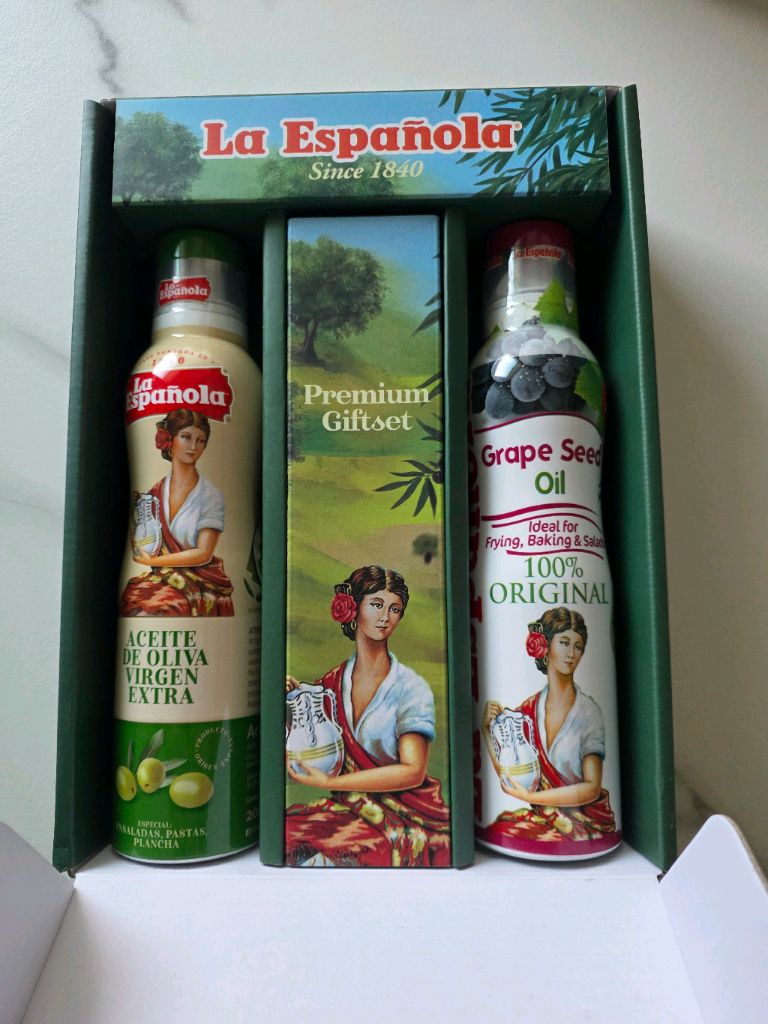 La Española®
Since 1840
La
Española
La
Española
ACEITE
DE OLIVA
VIRGEN
EXTRA
ESPECIAL:
ENSALADAS, PASTAS,
PLANCHA
Premium
Giftset
La Española
Grape Seed
Oil
Ideal for
Frying, Baking & Salads
100%
ORIGINAL